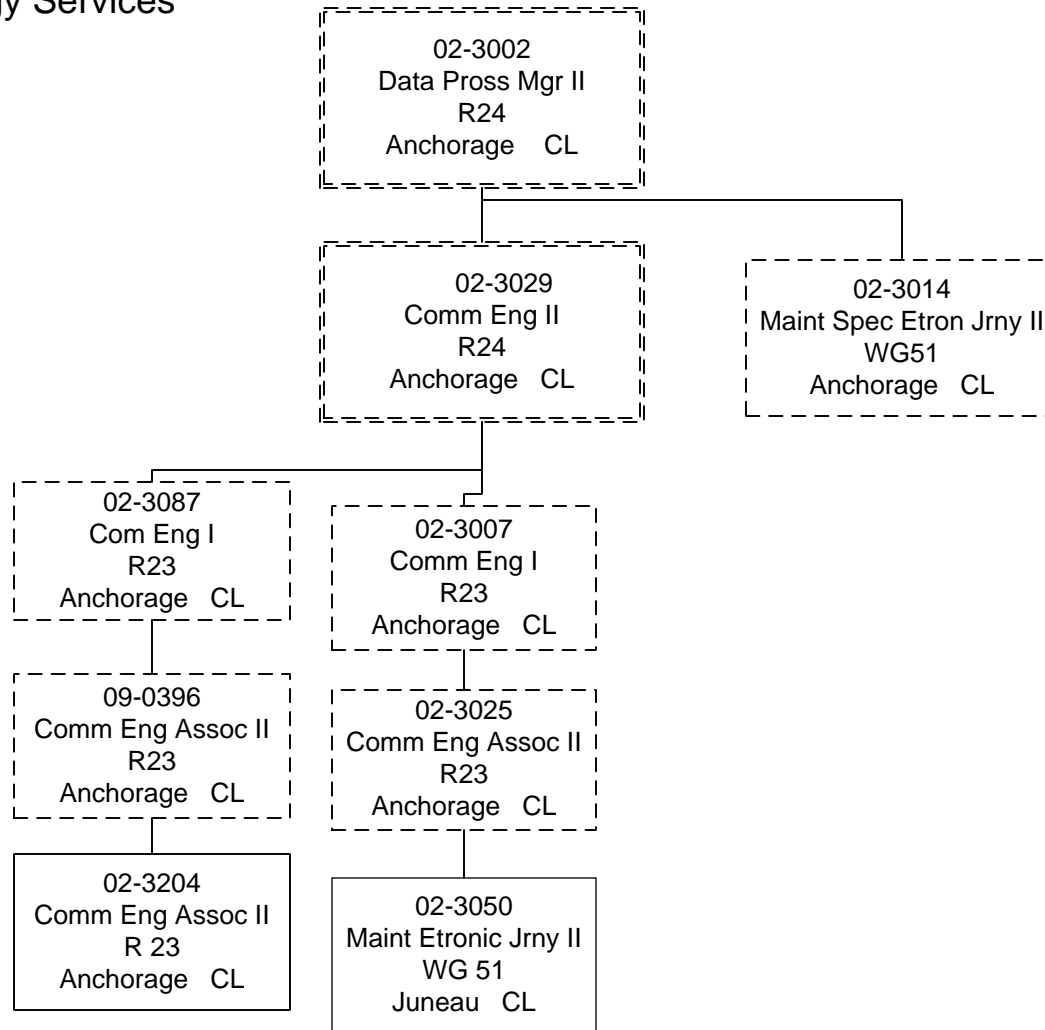 Services
02-3002
Data Pross Mgr II
R24
Anchorage CL
02-3029
Comm Eng II
R24
Anchorage CL
02-3014
Maint Spec Etron Jrny II
WG51
Anchorage CL
02-3087
Com Eng I
R23
Anchorage CL
02-3007
Comm Eng I
R23
Anchorage CL
09-0396
Comm Eng Assoc II
R23
Anchorage CL
02-3025
Comm Eng Assoc II
R23
Anchorage CL
02-3204
Comm Eng Assoc II
R 23
Anchorage CL
02-3050
Maint Etronic Jrny II
WG 51
Juneau CL